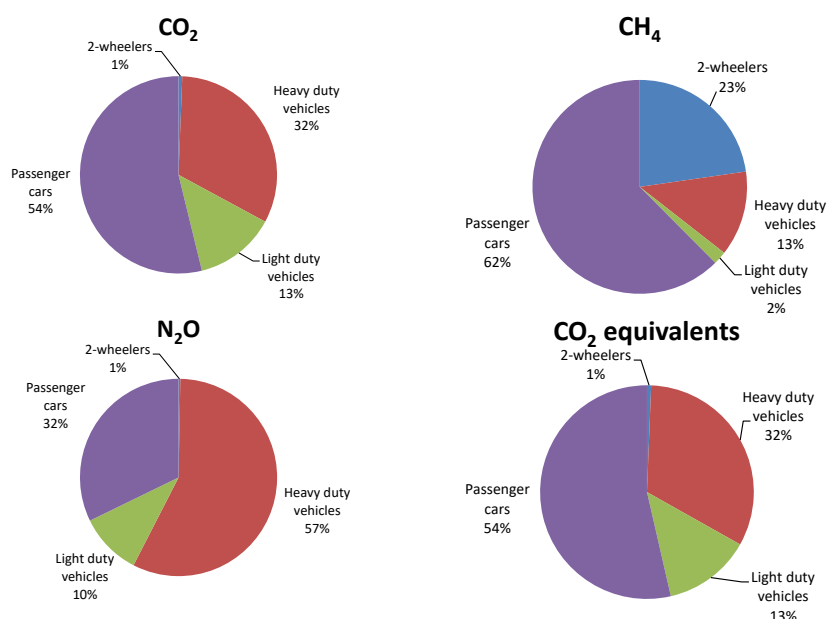 CO₂
2-wheelers
1%
Heavy duty
vehicles
32%
Passenger
cars
54%
Light duty
vehicles
13%
CH₄
2-wheelers
23%
Heavy duty
vehicles
13%
Passenger
cars
62%
Light duty
vehicles
2%
N₂O
2-wheelers
1%
Passenger
cars
32%
Heavy duty
vehicles
57%
Light duty
vehicles
10%
CO₂ equivalents
2-wheelers
1%
Heavy duty
vehicles
32%
Passenger
cars
54%
Light duty
vehicles
13%